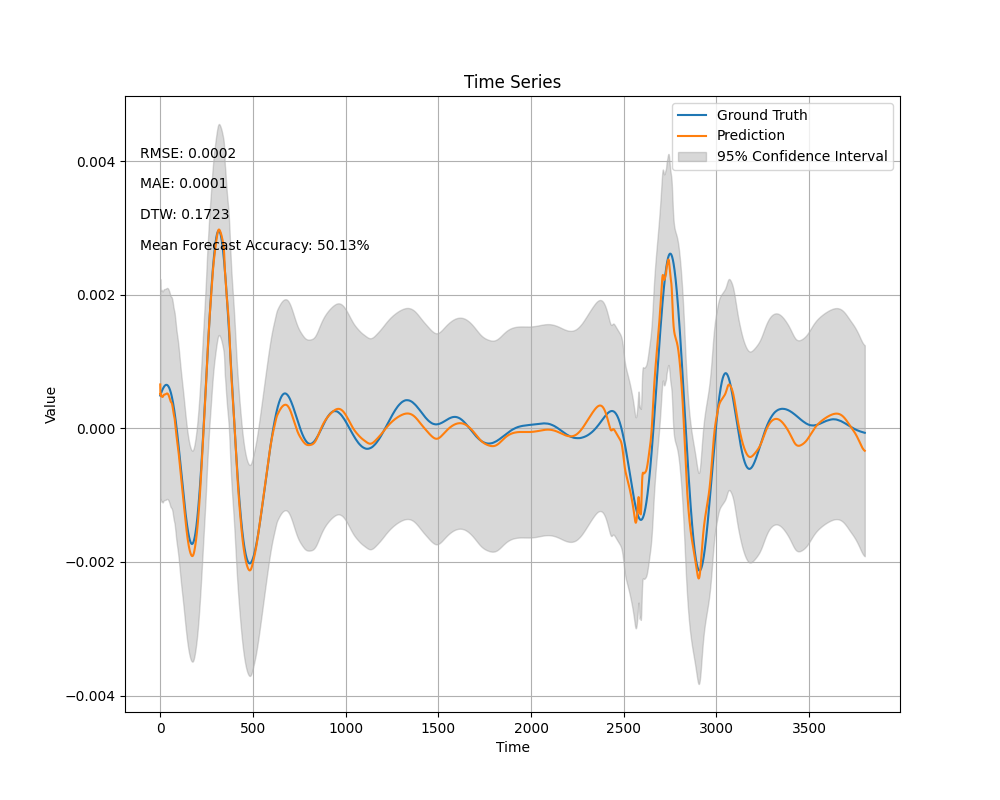 Time Series
Ground Truth
Prediction
95% Confidence Interval
RMSE: 0.0002
MAE: 0.0001
DTW: 0.1723
Mean Forecast Accuracy: 50.13%
0.004
0.002
0.000
−0.002
−0.004
Value
0 500 1000 1500 2000 2500 3000 3500
Time